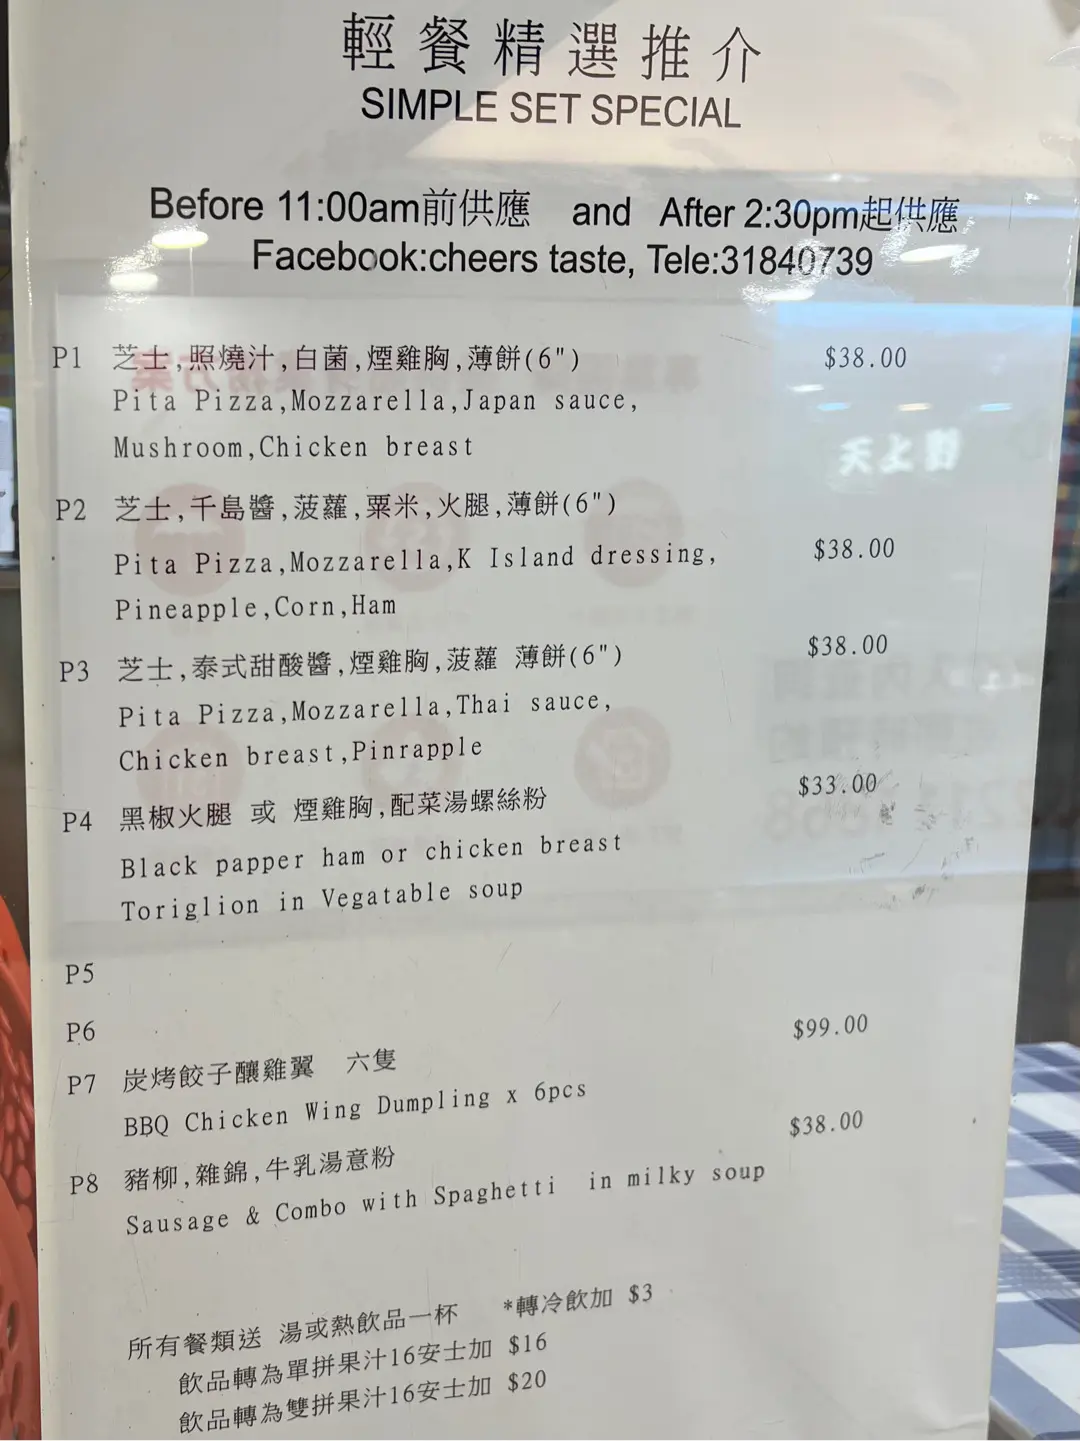 輕餐精選推介
SIMPLE SET SPECIAL
Before 11:00am前供應 and After 2:30pm起供應
Facebook:cheers taste, Tele:31840739
P1 芝士,照燒汁,白菌,煙雞胸,薄餅(6") $38.00
Pita Pizza,Mozzarella,Japan sauce,
Mushroom,Chicken breast
P2 芝士,千島醬,菠蘿,粟米,火腿,薄餅(6")
Pita Pizza,Mozzarella,K Island dressing, $38.00
Pineapple,Corn,Ham
P3 芝士,泰式甜酸醬,煙雞胸,菠蘿 薄餅(6") $38.00
Pita Pizza,Mozzarella,Thai sauce,
Chicken breast,Pinrapple
P4 黑椒火腿 或 煙雞胸,配菜湯螺絲粉 $33.00
Black papper ham or chicken breast
Toriglion in Vegatable soup
P5
P6
P7 炭烤餃子釀雞翼 六隻 $99.00
BBQ Chicken Wing Dumpling x 6pcs
P8 豬柳,雜錦,牛乳湯意粉 $38.00
Sausage & Combo with Spaghetti in milky soup
所有餐類送 湯或熱飲品一杯 *轉冷飲加 $3
飲品轉為單拼果汁16安士加 $16
飲品轉為雙拼果汁16安士加 $20